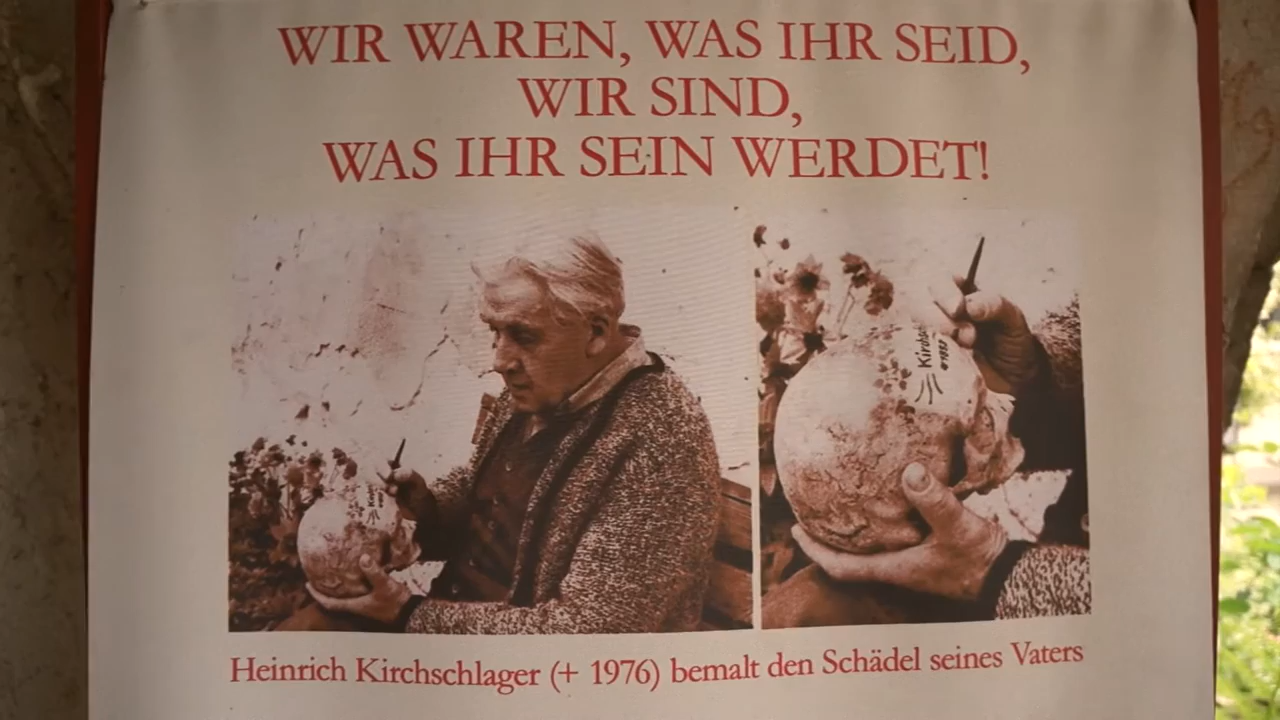 WIR WAREN, WAS IHR SEID,
WIR SIND,
WAS IHR SEIN WERDET!
Heinrich Kirchschlager (+ 1976) bemalt den Schädel seines Vaters